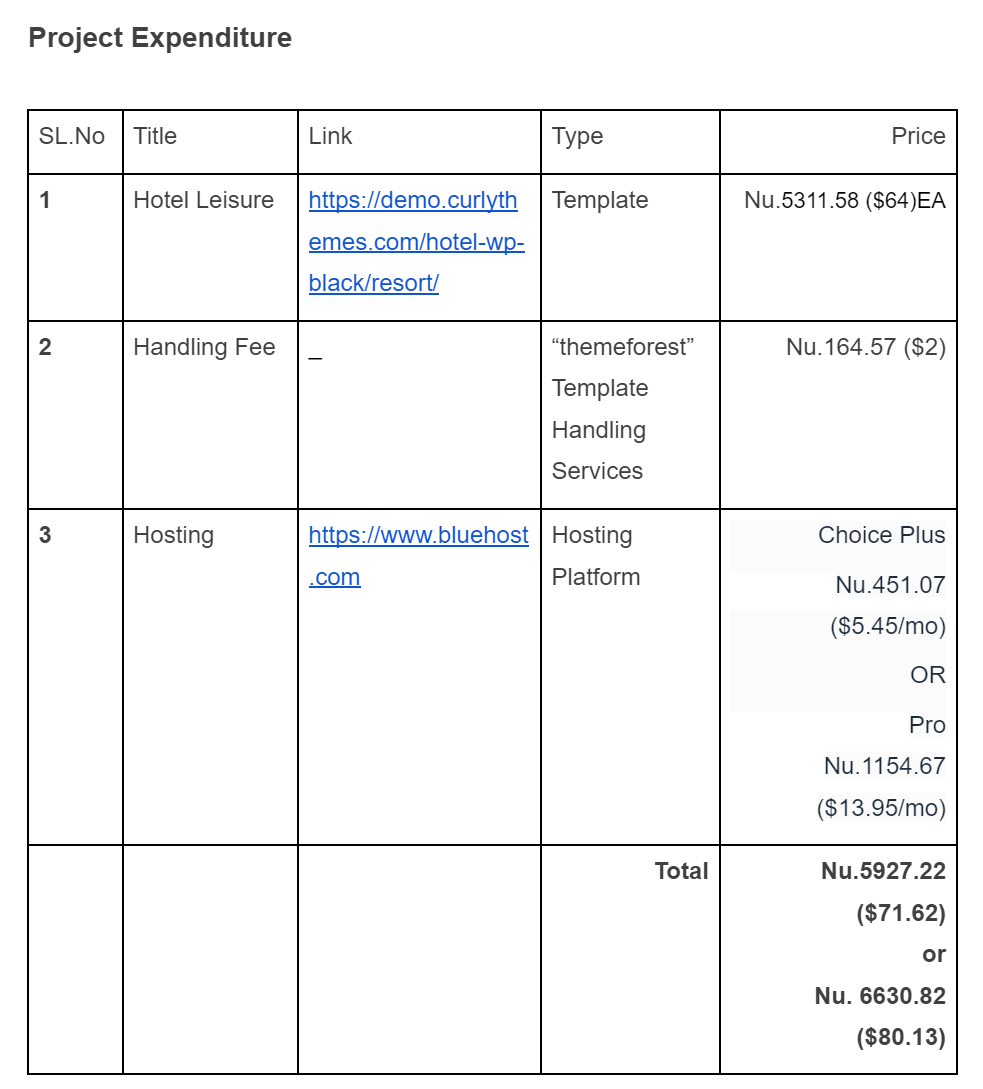 Project Expenditure
SL.No Title Link Type Price
1 Hotel Leisure https://demo.curlyth Template Nu.5311.58 ($64)EA
emes.com/hotel-wp-
black/resort/
2 Handling Fee _ “themeforest” Nu.164.57 ($2)
Template
Handling
Services
3 Hosting https://www.bluehost Hosting Choice Plus
.com Platform Nu.451.07
($5.45/mo)
OR
Pro
Nu.1154.67
($13.95/mo)
Total Nu.5927.22
($71.62)
or
Nu. 6630.82
($80.13)